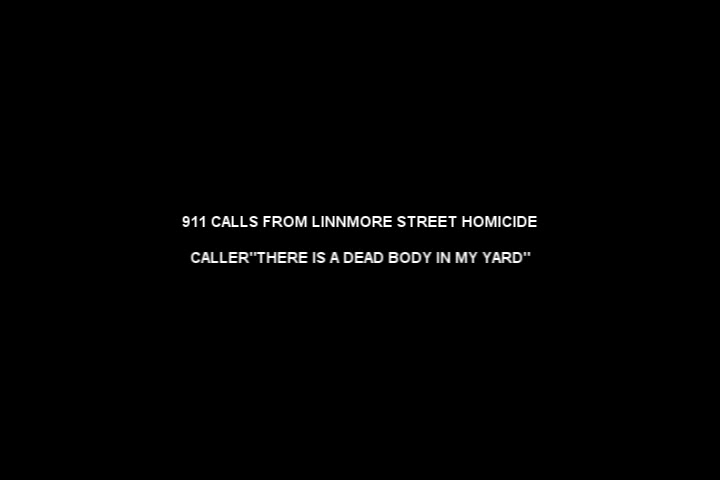 911 CALLS FROM LINNMORE STREET HOMICIDE
CALLER"THERE IS A DEAD BODY IN MY YARD"